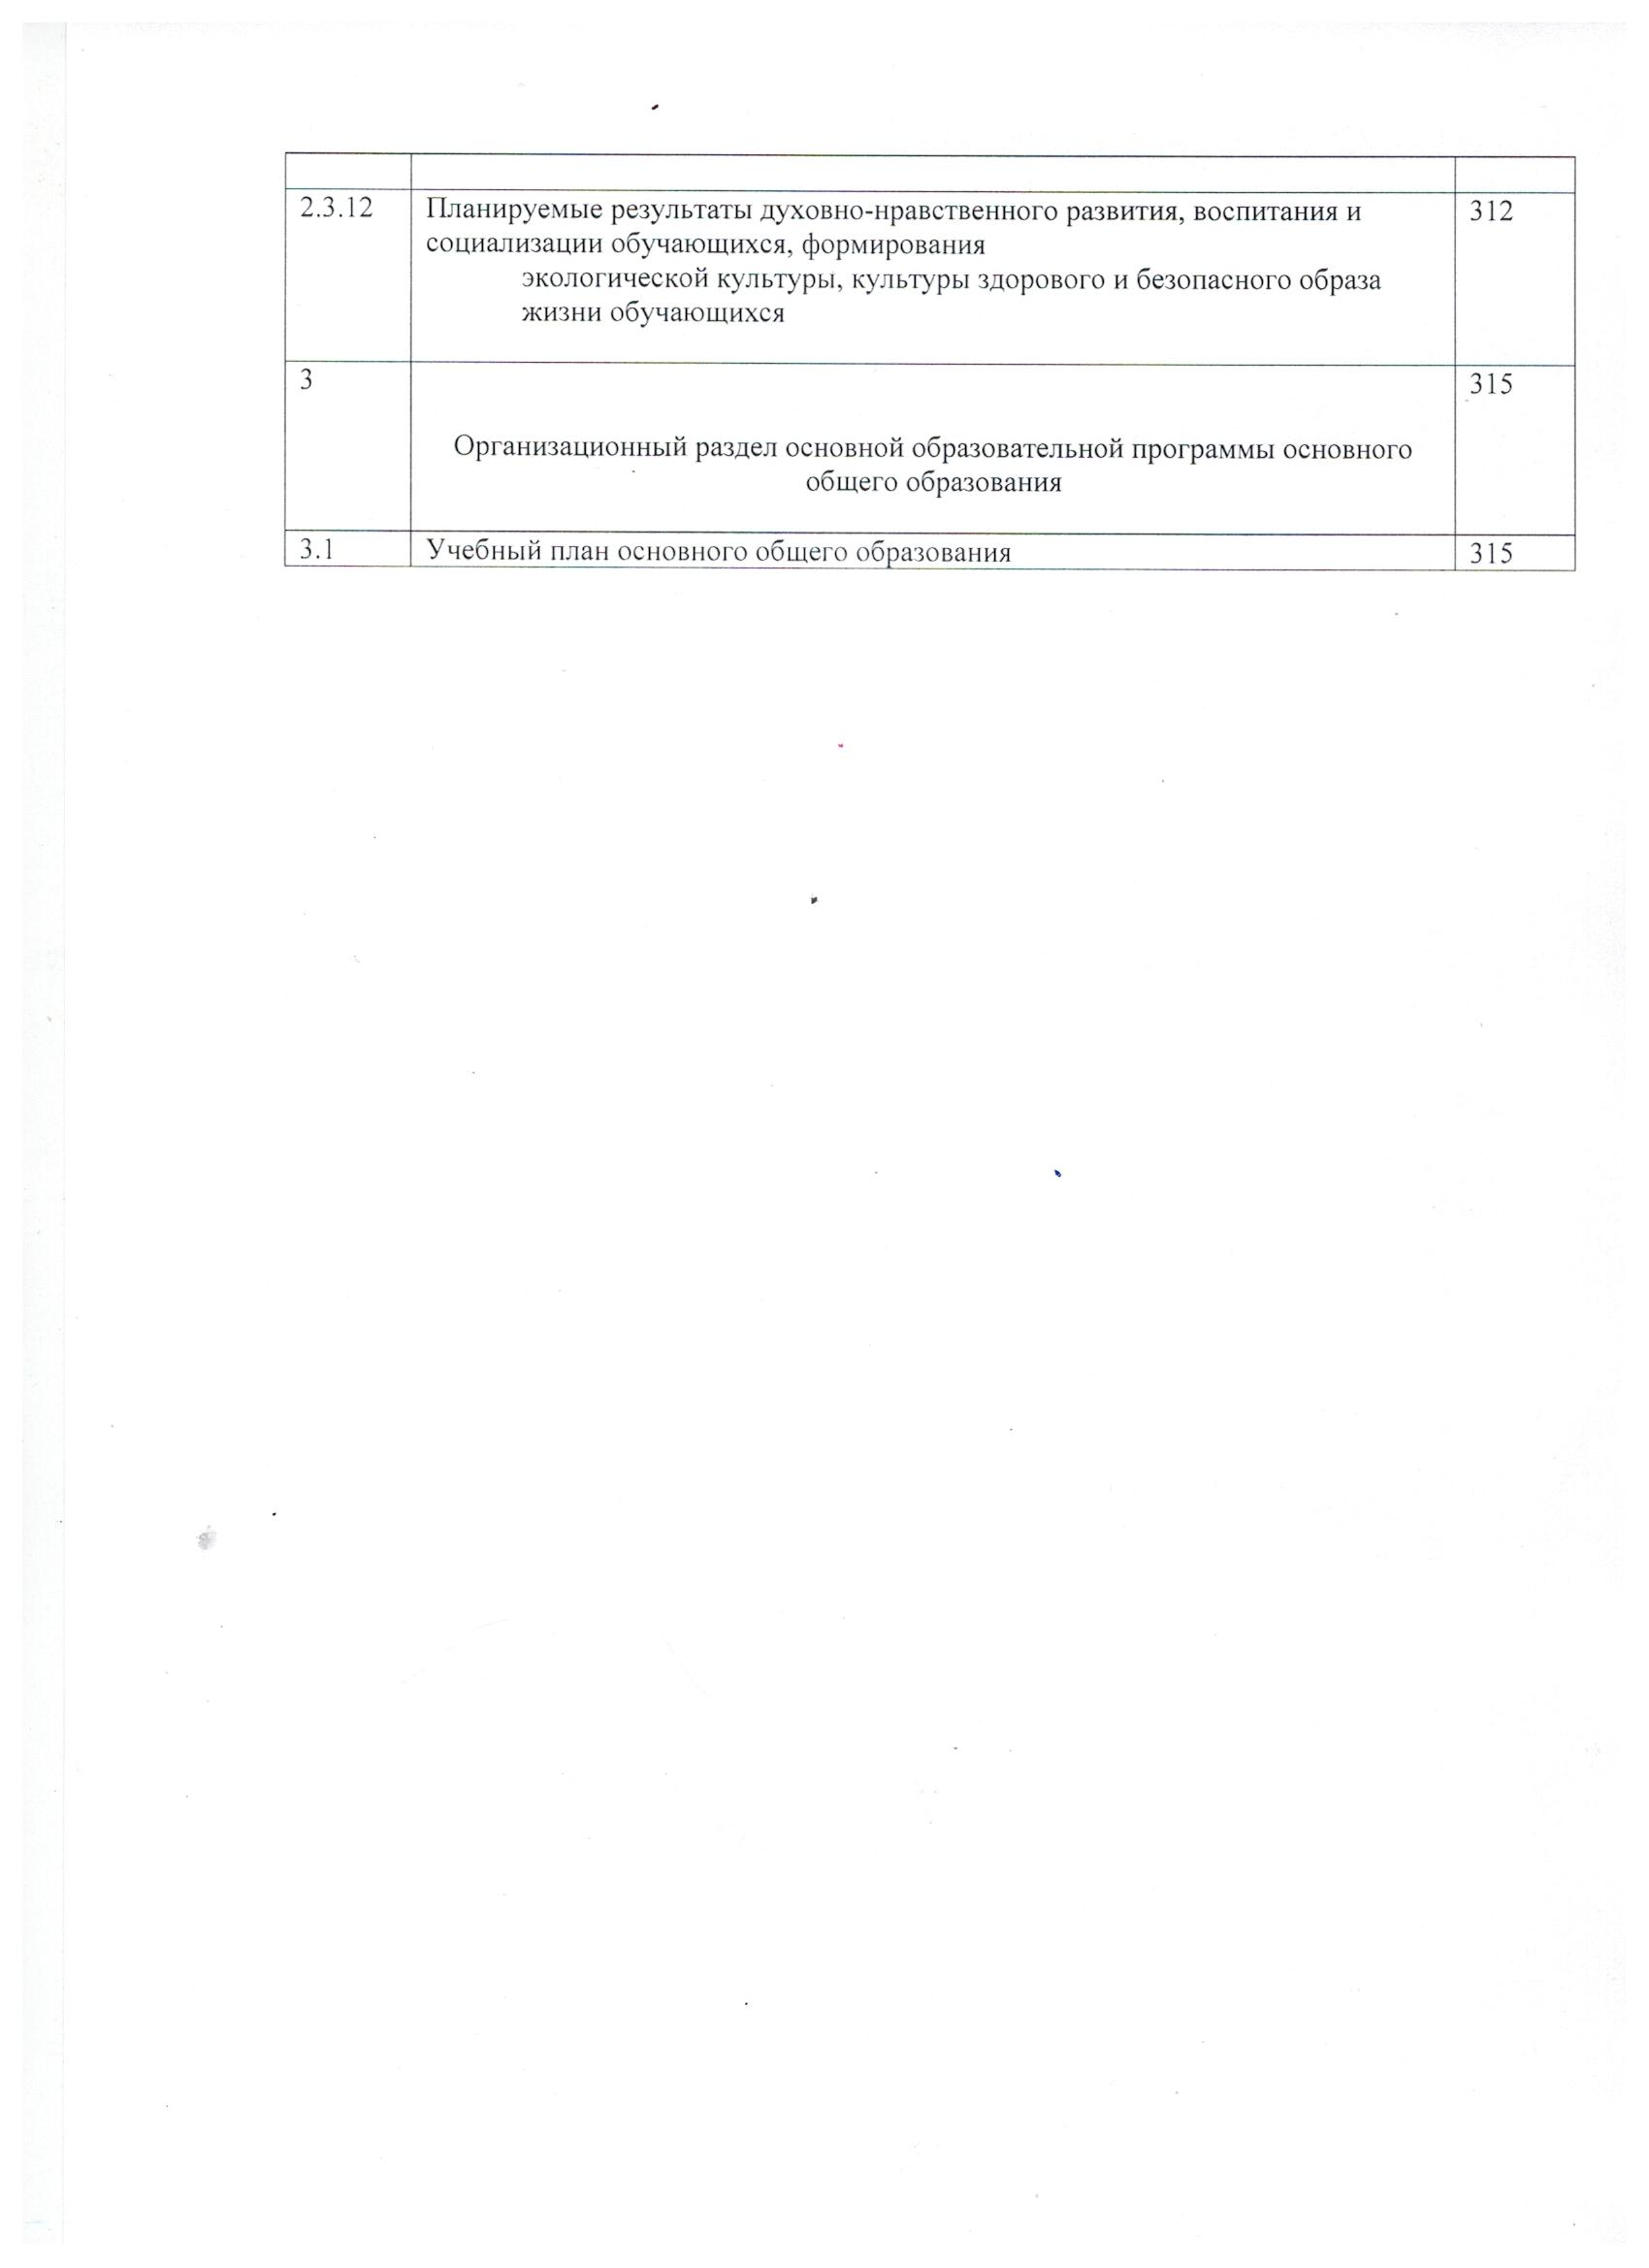 2.3.12 Планируемые результаты духовно-нравственного развития, воспитания и 312
социализации обучающихся, формирования
экологической культуры, культуры здорового и безопасного образа
жизни обучающихся
3 315
Организационный раздел основной образовательной программы основного
общего образования
3.1 Учебный план основного общего образования 315